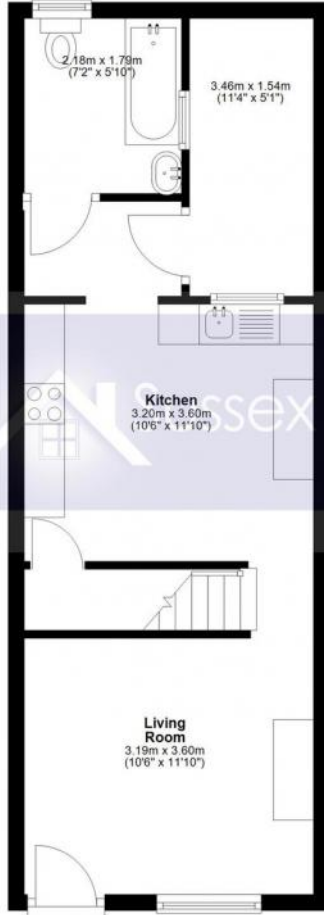 2.18m x 1.79m
(7'2" x 5'10")
3.46m x 1.54m
(11'4" x 5'1")
Kitchen
3.20m x 3.60m
(10'6" x 11'10")
Sussex
Living
Room
3.19m x 3.60m
(10'6" x 11'10")